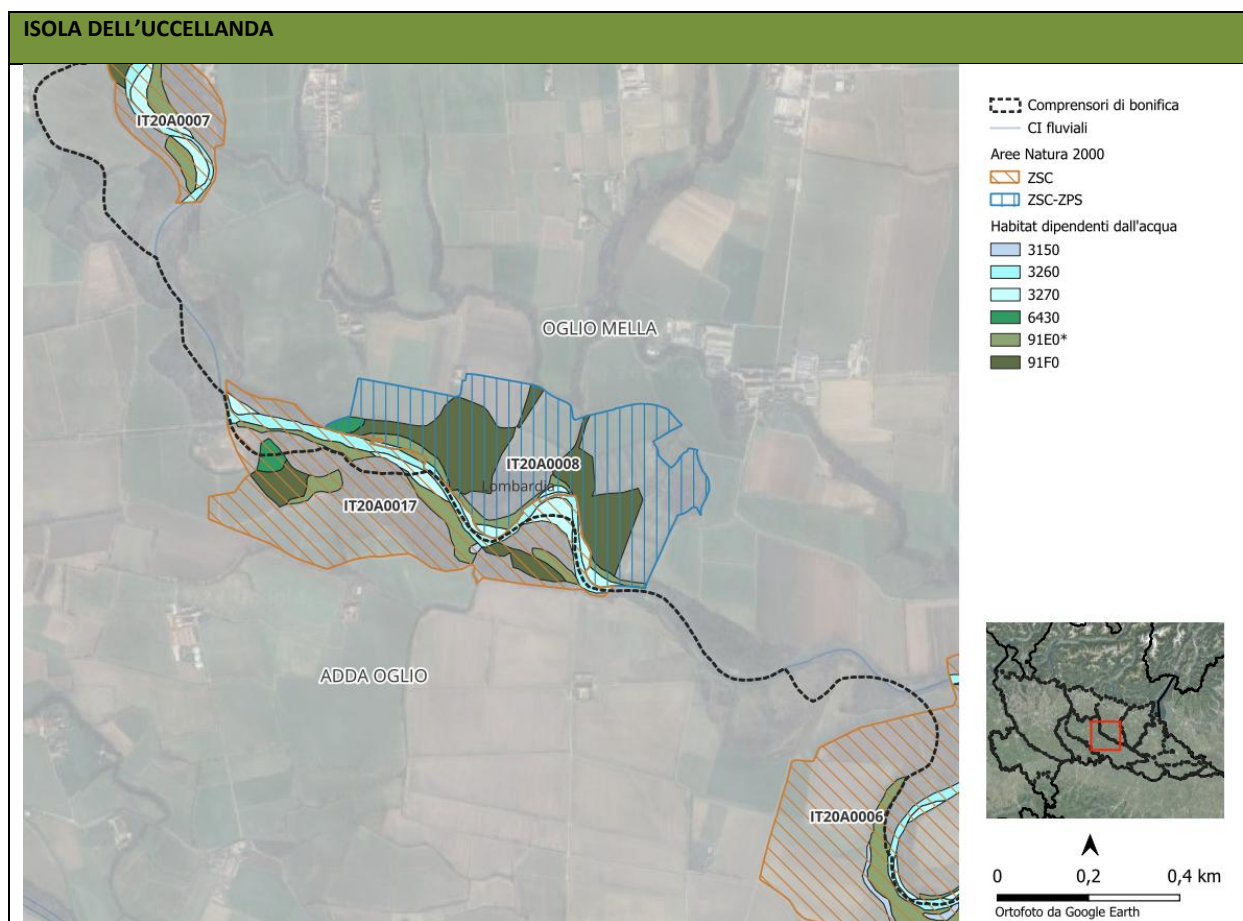 ISOLA DELL’UCCELLANDA
IT20A0007
OGLIO MELLA
IT20A0008
Lombardia
IT20A0017
ADDA OGLIO
IT20A0006
Comprensori di bonifica
CI fluviali
Aree Natura 2000
ZSC
ZSC-ZPS
Habitat dipendenti dall'acqua
3150
3260
3270
6430
91E0*
91F0
0 0,2 0,4 km
Ortofoto da Google Earth